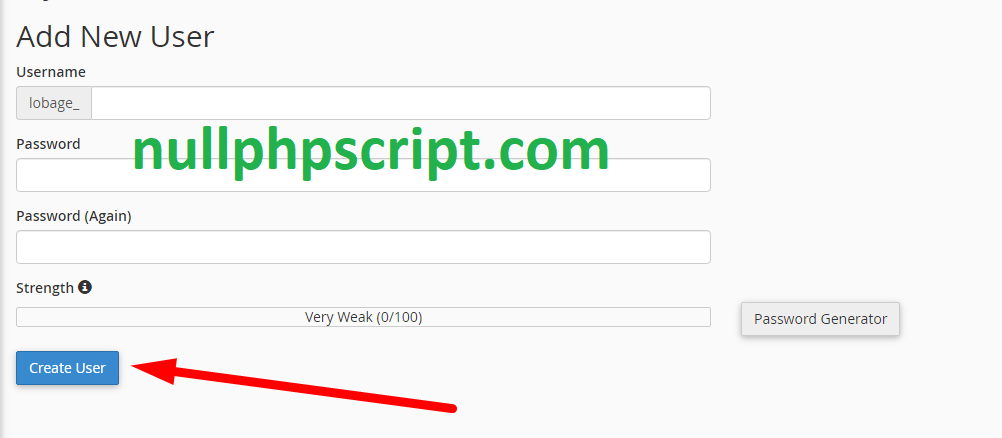 Add New User
Username
lobage_
Password
nullphpscript.com
Password (Again)
Strength
Very Weak (0/100)
Password Generator
Create User